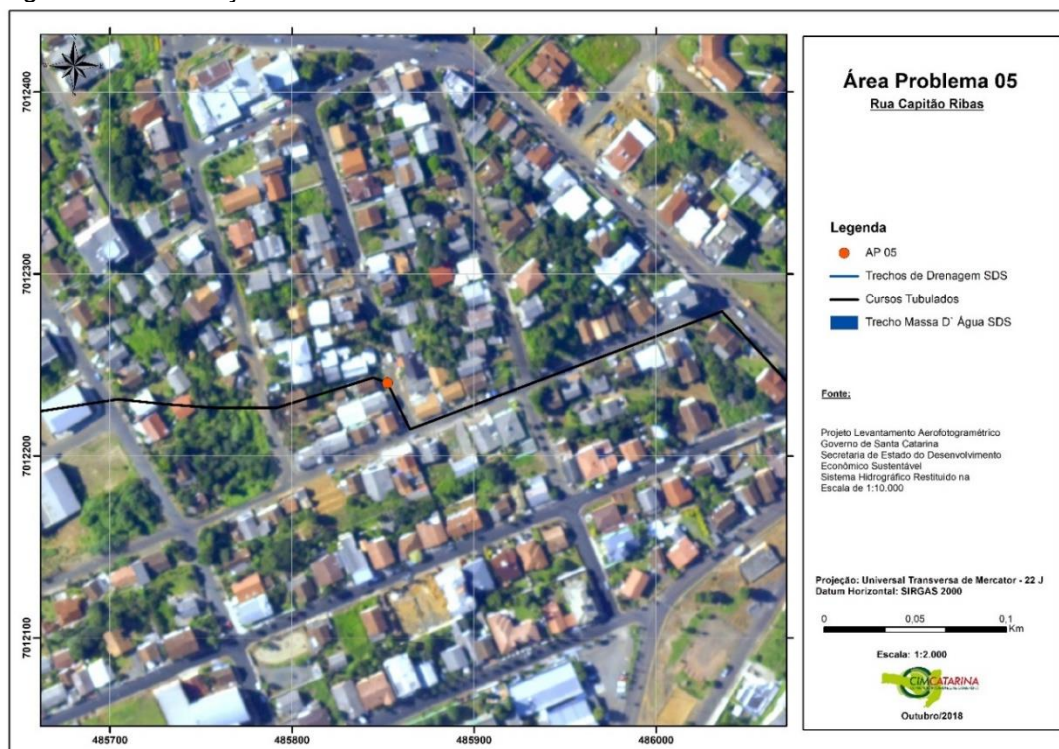 7012400
7012300
7012200
7012100
485700
485800
485900
486000
Área Problema 05
Rua Capitão Ribas
Legenda
AP 05
Trechos de Drenagem SDS
Cursos Tubulados
Trecho Massa D` Água SDS
Fonte:
Projeto Levantamento Aerofotogramétrico
Governo de Santa Catarina
Secretaria de Estado do Desenvolvimento
Econômico Sustentável
Sistema Hidrográfico Restituido na
Escala de 1:10.000
Projeção: Universal Transversa de Mercator - 22 J
Datum Horizontal: SIRGAS 2000
0 0,05 0,1
Km
Escala: 1:2.000
CIMCATARINA
Outubro/2018